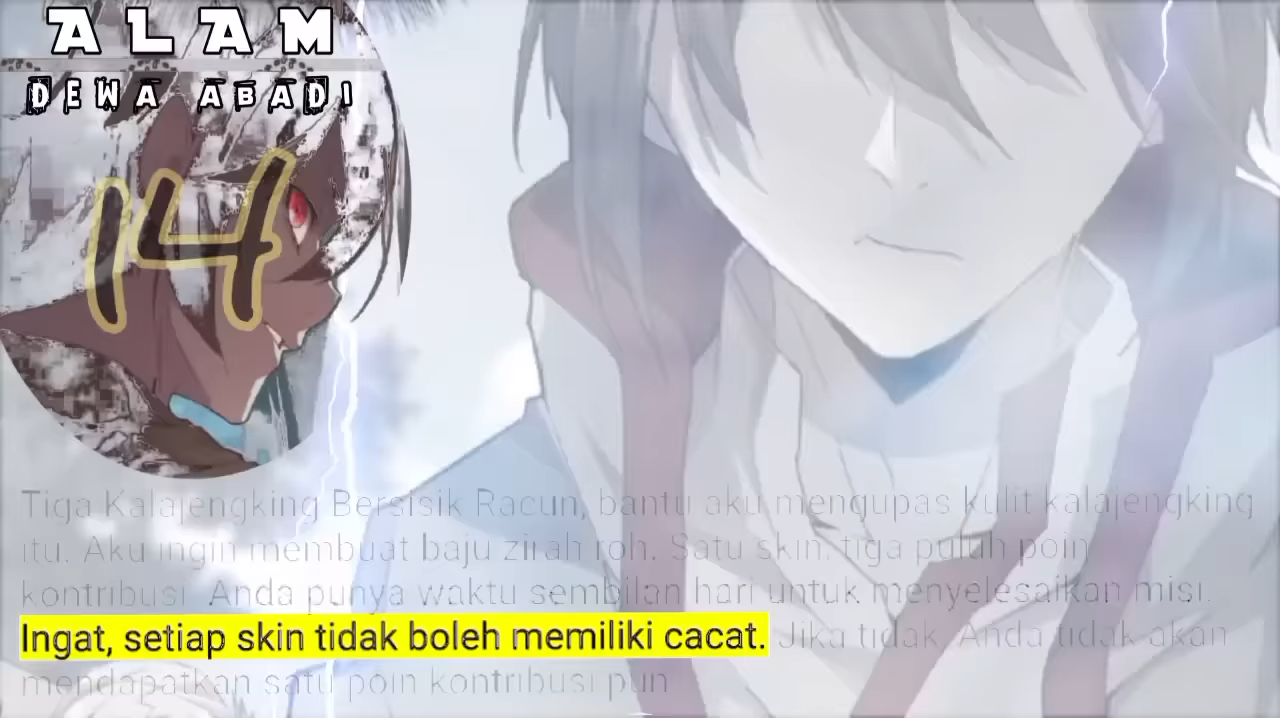 ALAM
DEWA ABADI
14
Tiga Kalajengking Bersisik Racun, bantu aku mengupas kulit kalajengking
itu. Aku ingin membuat baju zirah roh. Satu skin, tiga puluh poin
kontribusi. Anda punya waktu sembilan hari untuk menyelesaikan misi.
Ingat, setiap skin tidak boleh memiliki cacat. Jika tidak, Anda tidak akan
mendapatkan satu poin kontribusi pun